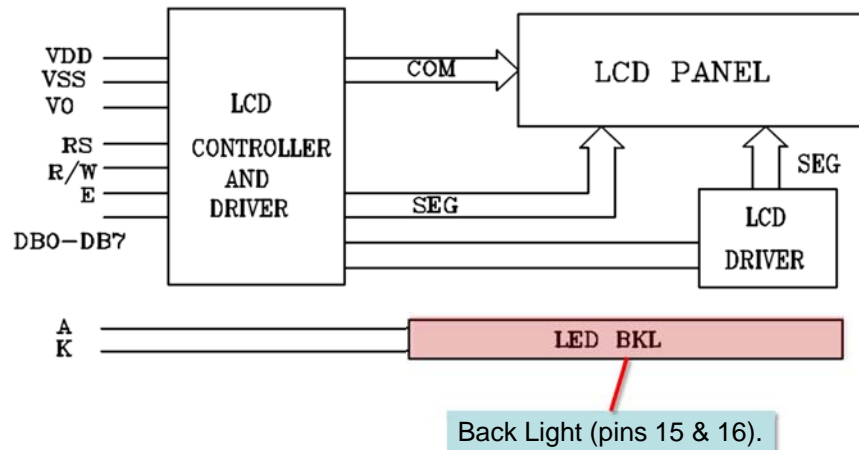 VDD
VSS
V0
RS
R/W
E
DB0-DB7
LCD
CONTROLLER
AND
DRIVER
COM
SEG
LCD PANEL
SEG
LCD
DRIVER
A
K
LED BKL
Back Light (pins 15 & 16).